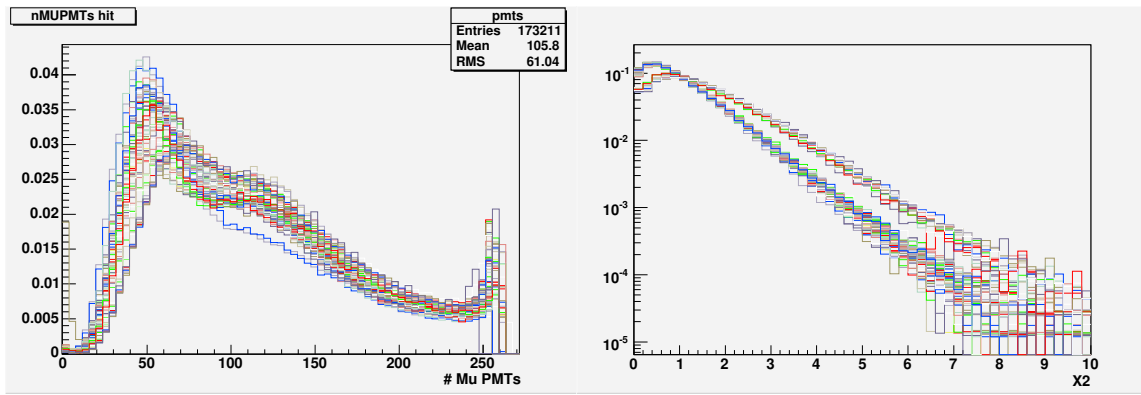 nMUPMTs hit
pmts
Entries 173211
Mean 105.8
RMS 61.04
0.04
0.035
0.03
0.025
0.02
0.015
0.01
0.005
0
0 50 100 150 200 250
# Mu PMTs
10^-1
10^-2
10^-3
10^-4
10^-5
0 1 2 3 4 5 6 7 8 9 10
X2